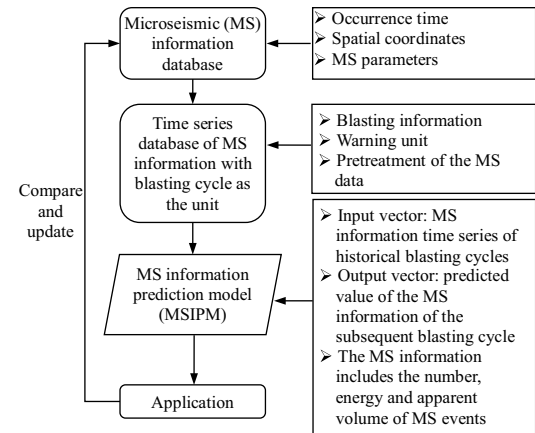 Microseismic (MS)
information
database
➢ Occurrence time
➢ Spatial coordinates
➢ MS parameters
Time series
database of MS
information with
blasting cycle as
the unit
➢ Blasting information
➢ Warning unit
➢ Pretreatment of the MS
data
Compare
and
update
MS information
prediction model
(MSIPM)
➢ Input vector: MS
information time series of
historical blasting cycles
➢ Output vector: predicted
value of the MS
information of the
subsequent blasting cycle
➢ The MS information
includes the number,
energy and apparent
volume of MS events
Application